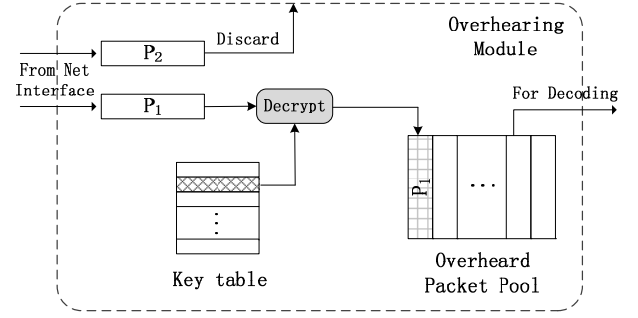 Overhearing
Module
P2
Discard
From Net
Interface
P1
Decrypt
For Decoding
P1
...
Key table
Overheard
Packet Pool